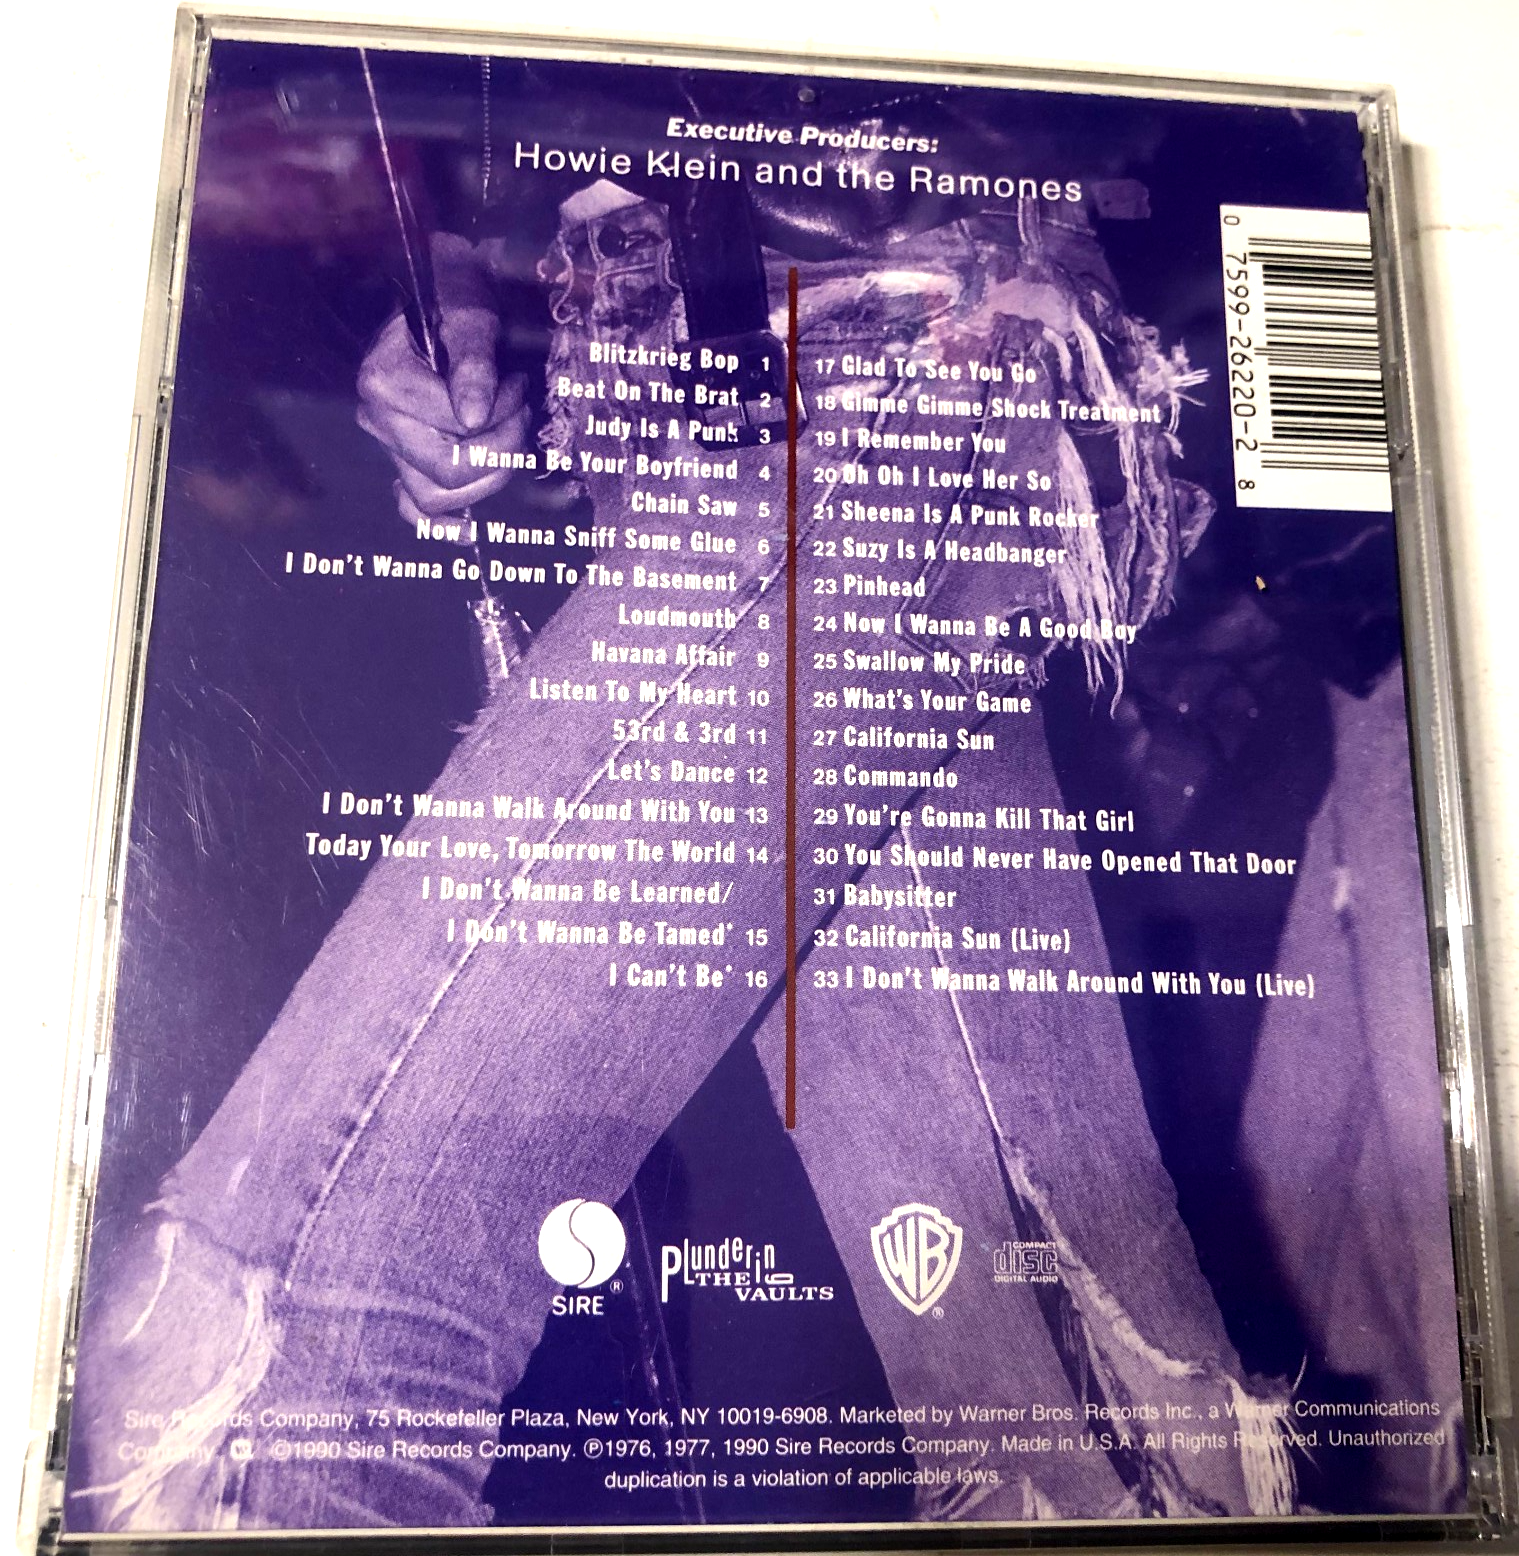 Executive Producers:
Howie Klein and the Ramones
0 7599-26220-2 8
Blitzkrieg Bop 1
Beat On The Brat 2
Judy Is A Punk 3
I Wanna Be Your Boyfriend 4
Chain Saw 5
Now I Wanna Sniff Some Glue 6
I Don't Wanna Go Down To The Basement 7
Loudmouth 8
Havana Affair 9
Listen To My Heart 10
53rd & 3rd 11
Let's Dance 12
I Don't Wanna Walk Around With You 13
Today Your Love, Tomorrow The World 14
I Don't Wanna Be Learned/
I Don't Wanna Be Tamed* 15
I Can't Be* 16
17 Glad To See You Go
18 Gimme Gimme Shock Treatment
19 I Remember You
20 Oh Oh I Love Her So
21 Sheena Is A Punk Rocker
22 Suzy Is A Headbanger
23 Pinhead
24 Now I Wanna Be A Good Boy
25 Swallow My Pride
26 What's Your Game
27 California Sun
28 Commando
29 You're Gonna Kill That Girl
30 You Should Never Have Opened That Door
31 Babysitter
32 California Sun (Live)
33 I Don't Wanna Walk Around With You (Live)
SIRE ®
Plunderin
THE
VAULTS
WB ®
COMPACT
disc
DIGITAL AUDIO
Sire Records Company, 75 Rockefeller Plaza, New York, NY 10019-6908. Marketed by Warner Bros. Records Inc., a Warner Communications
Company. ©1990 Sire Records Company. ℗1976, 1977, 1990 Sire Records Company. Made in U.S.A. All Rights Reserved. Unauthorized
duplication is a violation of applicable laws.